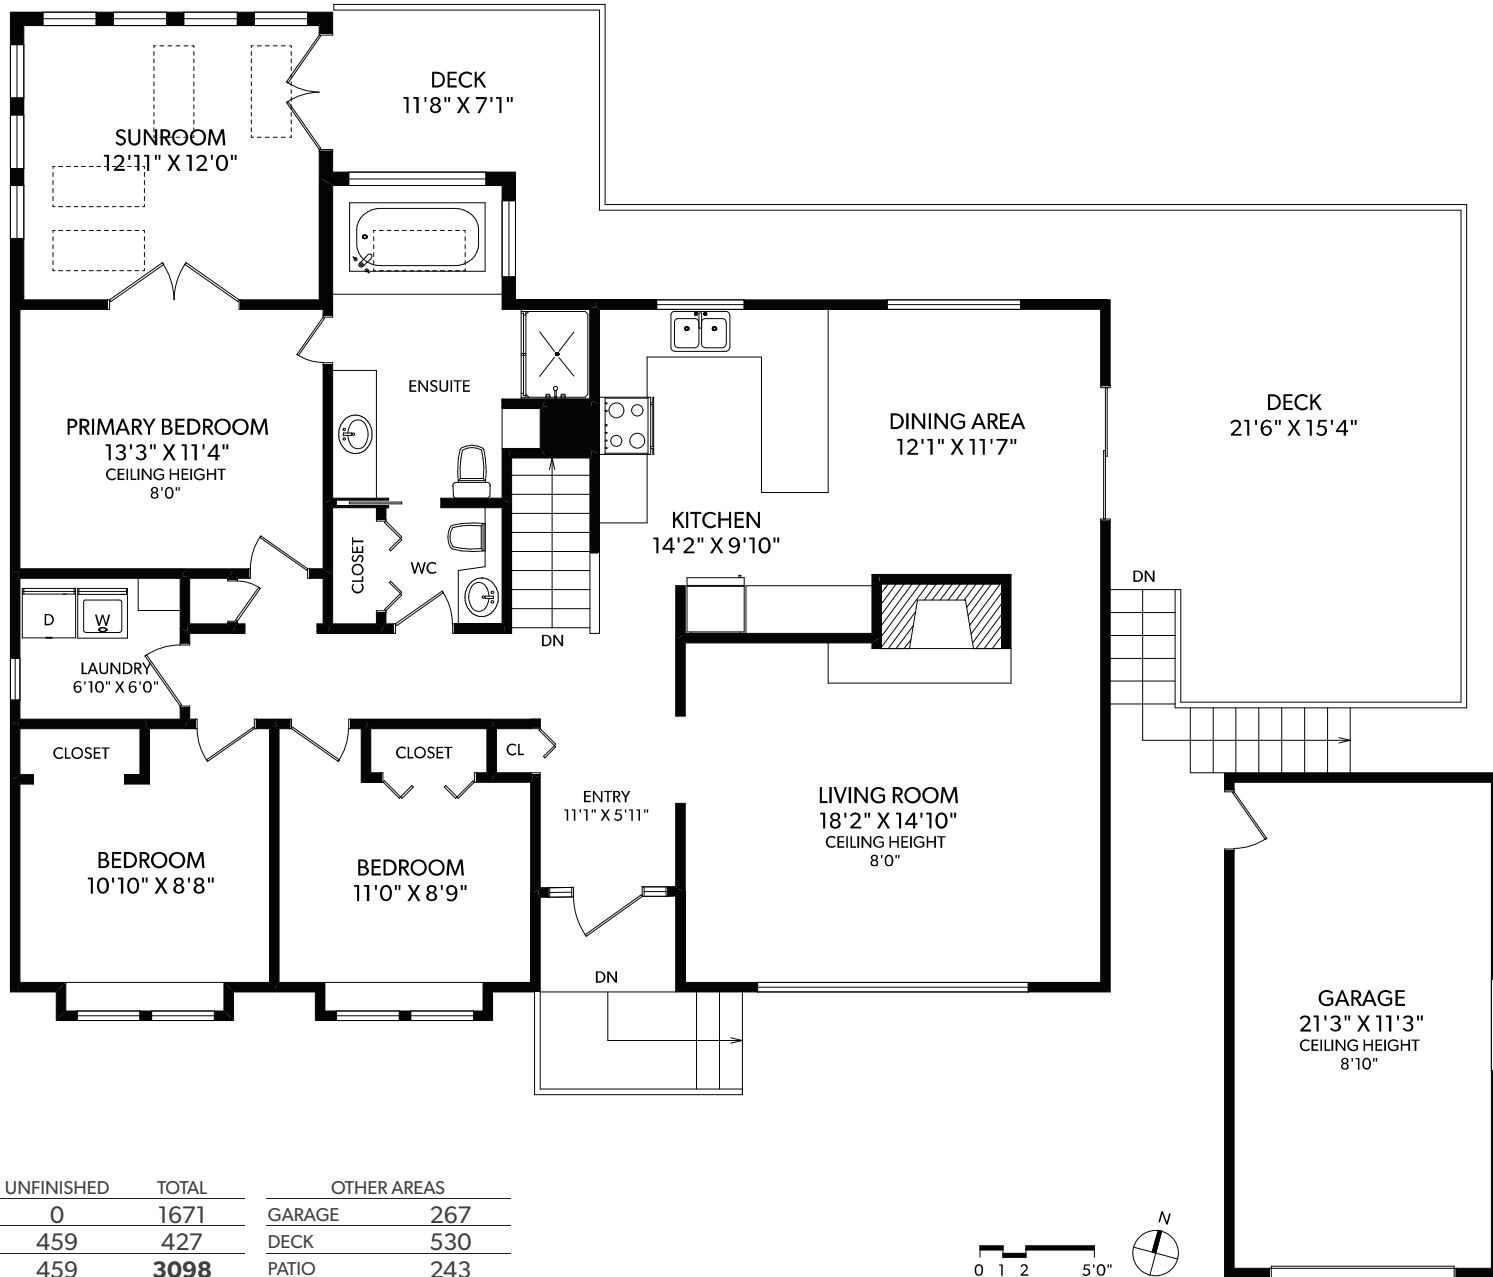 DECK
11'8" X 7'1"
SUNROOM
12'11" X 12'0"
ENSUITE
PRIMARY BEDROOM
13'3" X 11'4"
CEILING HEIGHT
8'0"
DINING AREA
12'1" X 11'7"
DECK
21'6" X 15'4"
KITCHEN
14'2" X 9'10"
CLOSET
WC
DN
D
W
LAUNDRY
6'10" X 6'0"
DN
CLOSET
CLOSET
CL
ENTRY
11'1" X 5'11"
LIVING ROOM
18'2" X 14'10"
CEILING HEIGHT
8'0"
BEDROOM
10'10" X 8'8"
BEDROOM
11'0" X 8'9"
DN
GARAGE
21'3" X 11'3"
CEILING HEIGHT
8'10"
UNFINISHED TOTAL
0 1671
459 427
459 3098
OTHER AREAS
GARAGE 267
DECK 530
PATIO 243
N
0 1 2 5'0"